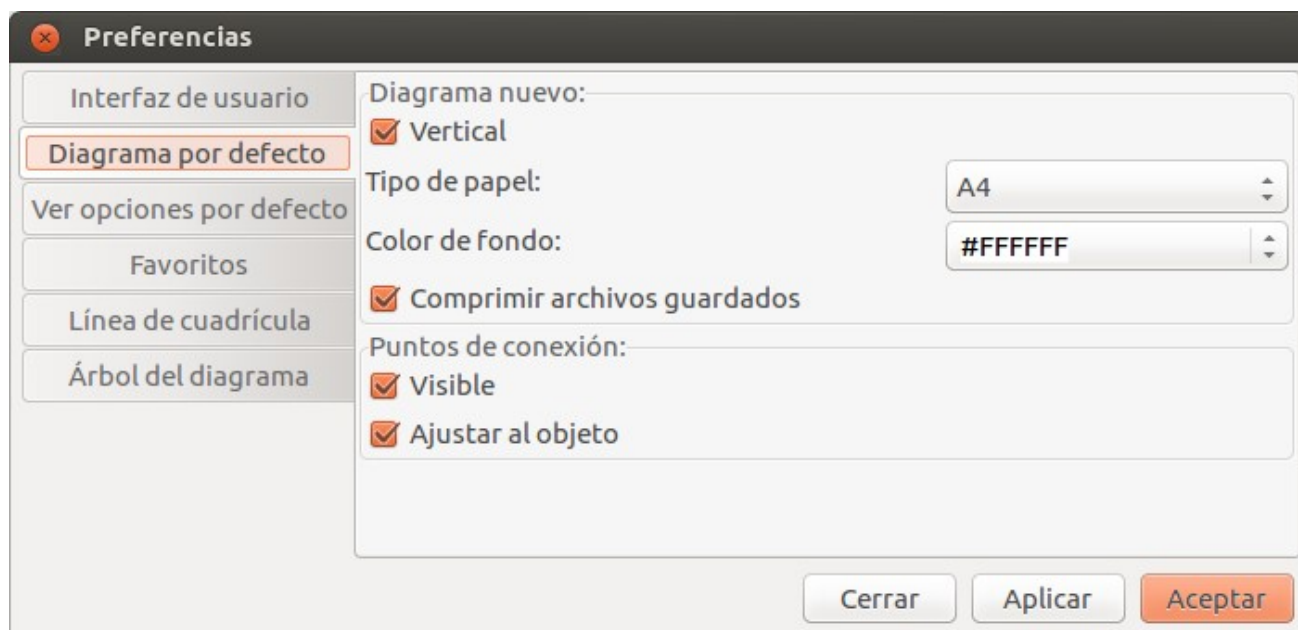 Preferencias
Interfaz de usuario
Diagrama por defecto
Ver opciones por defecto
Favoritos
Línea de cuadrícula
Árbol del diagrama
Diagrama nuevo:
Vertical
Tipo de papel:
A4
Color de fondo:
#FFFFFF
Comprimir archivos guardados
Puntos de conexión:
Visible
Ajustar al objeto
Cerrar
Aplicar
Aceptar